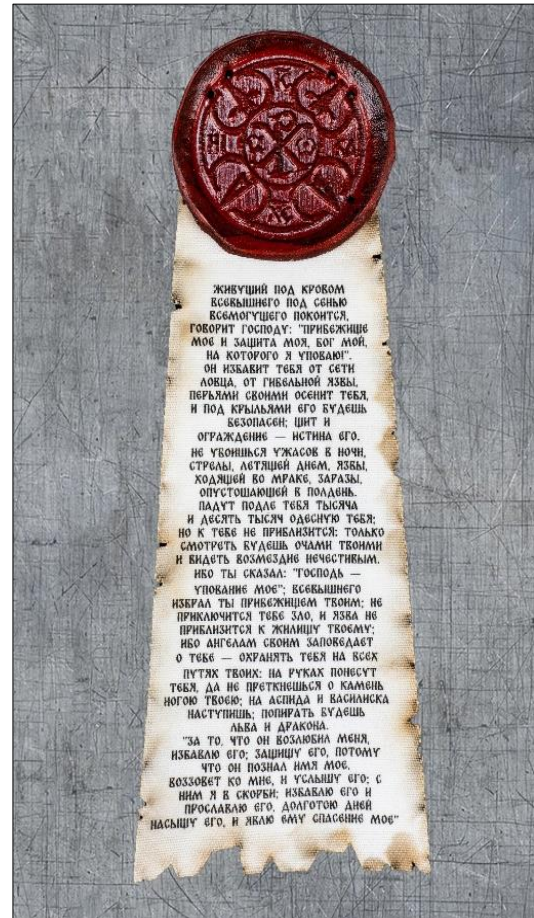 ЖИВУЩИЙ ПОД КРОВОМ
ВСЕВЫШНЕГО ПОД СЕНЬЮ
ВСЕМОГУЩЕГО ПОКОИТСЯ,
ГОВОРИТ ГОСПОДУ: "ПРИБЕЖИЩЕ
МОЕ И ЗАЩИТА МОЯ, БОГ МОЙ,
НА КОТОРОГО Я УПОВАЮ!".
ОН ИЗБАВИТ ТЕБЯ ОТ СЕТИ
ЛОВЦА, ОТ ГИБЕЛЬНОЙ ЯЗВЫ,
ПЕРЬЯМИ СВОИМИ ОСЕНИТ ТЕБЯ,
И ПОД КРЫЛЬЯМИ ЕГО БУДЕШЬ
БЕЗОПАСЕН; ЩИТ И
ОГРАЖДЕНИЕ — ИСТИНА ЕГО.
НЕ УБОИШЬСЯ УЖАСОВ В НОЧИ,
СТРЕЛЫ, ЛЕТЯЩЕЙ ДНЕМ, ЯЗВЫ,
ХОДЯЩЕЙ ВО МРАКЕ, ЗАРАЗЫ,
ОПУСТОШАЮЩЕЙ В ПОЛДЕНЬ.
ПАДУТ ПОДЛЕ ТЕБЯ ТЫСЯЧА
И ДЕСЯТЬ ТЫСЯЧ ОДЕСНУЮ ТЕБЯ;
НО К ТЕБЕ НЕ ПРИБЛИЗИТСЯ: ТОЛЬКО
СМОТРЕТЬ БУДЕШЬ ОЧАМИ ТВОИМИ
И ВИДЕТЬ ВОЗМЕЗДИЕ НЕЧЕСТИВЫМ.
ИБО ТЫ СКАЗАЛ: "ГОСПОДЬ —
УПОВАНИЕ МОЕ"; ВСЕВЫШНЕГО
ИЗБРАЛ ТЫ ПРИБЕЖИЩЕМ ТВОИМ; НЕ
ПРИКЛЮЧИТСЯ ТЕБЕ ЗЛО, И ЯЗВА НЕ
ПРИБЛИЗИТСЯ К ЖИЛИЩУ ТВОЕМУ;
ИБО АНГЕЛАМ СВОИМ ЗАПОВЕДАЕТ
О ТЕБЕ — ОХРАНЯТЬ ТЕБЯ НА ВСЕХ
ПУТЯХ ТВОИХ: НА РУКАХ ПОНЕСУТ
ТЕБЯ, ДА НЕ ПРЕТКНЕШЬСЯ О КАМЕНЬ
НОГОЮ ТВОЕЮ; НА АСПИДА И ВАСИЛИСКА
НАСТУПИШЬ; ПОПИРАТЬ БУДЕШЬ
ЛЬВА И ДРАКОНА.
"ЗА ТО, ЧТО ОН ВОЗЛЮБИЛ МЕНЯ,
ИЗБАВЛЮ ЕГО; ЗАЩИЩУ ЕГО, ПОТОМУ
ЧТО ОН ПОЗНАЛ ИМЯ МОЕ.
ВОЗЗОВЕТ КО МНЕ, И УСЛЫШУ ЕГО; С
НИМ Я В СКОРБИ; ИЗБАВЛЮ ЕГО И
ПРОСЛАВЛЮ ЕГО, ДОЛГОТОЮ ДНЕЙ
НАСЫЩУ ЕГО, И ЯВЛЮ ЕМУ СПАСЕНИЕ МОЕ"